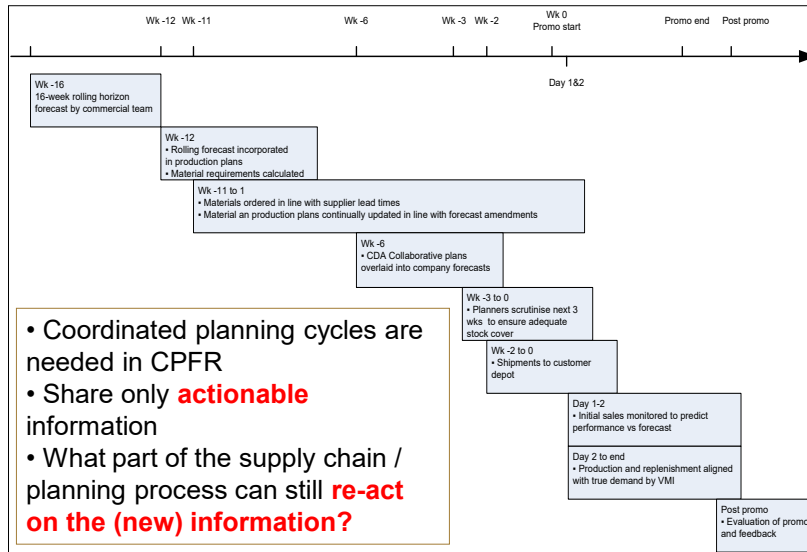 Wk -12
Wk -11
Wk -6
Wk -3
Wk -2
Wk 0
Promo start
Promo end
Post promo
Day 1&2
Wk -16
16-week rolling horizon
forecast by commercial team
Wk -12
• Rolling forecast incorporated
in production plans
• Material requirements calculated
Wk -11 to 1
• Materials ordered in line with supplier lead times
• Material an production plans continually updated in line with forecast amendments
Wk -6
• CDA Collaborative plans
overlaid into company forecasts
Wk -3 to 0
• Planners scrutinise next 3
wks to ensure adequate
stock cover
Wk -2 to 0
• Shipments to customer
depot
Day 1-2
• Initial sales monitored to predict
performance vs forecast
Day 2 to end
• Production and replenishment aligned
with true demand by VMI
Post promo
• Evaluation of promo
and feedback
• Coordinated planning cycles are
needed in CPFR
• Share only actionable
information
• What part of the supply chain /
planning process can still re-act
on the (new) information?